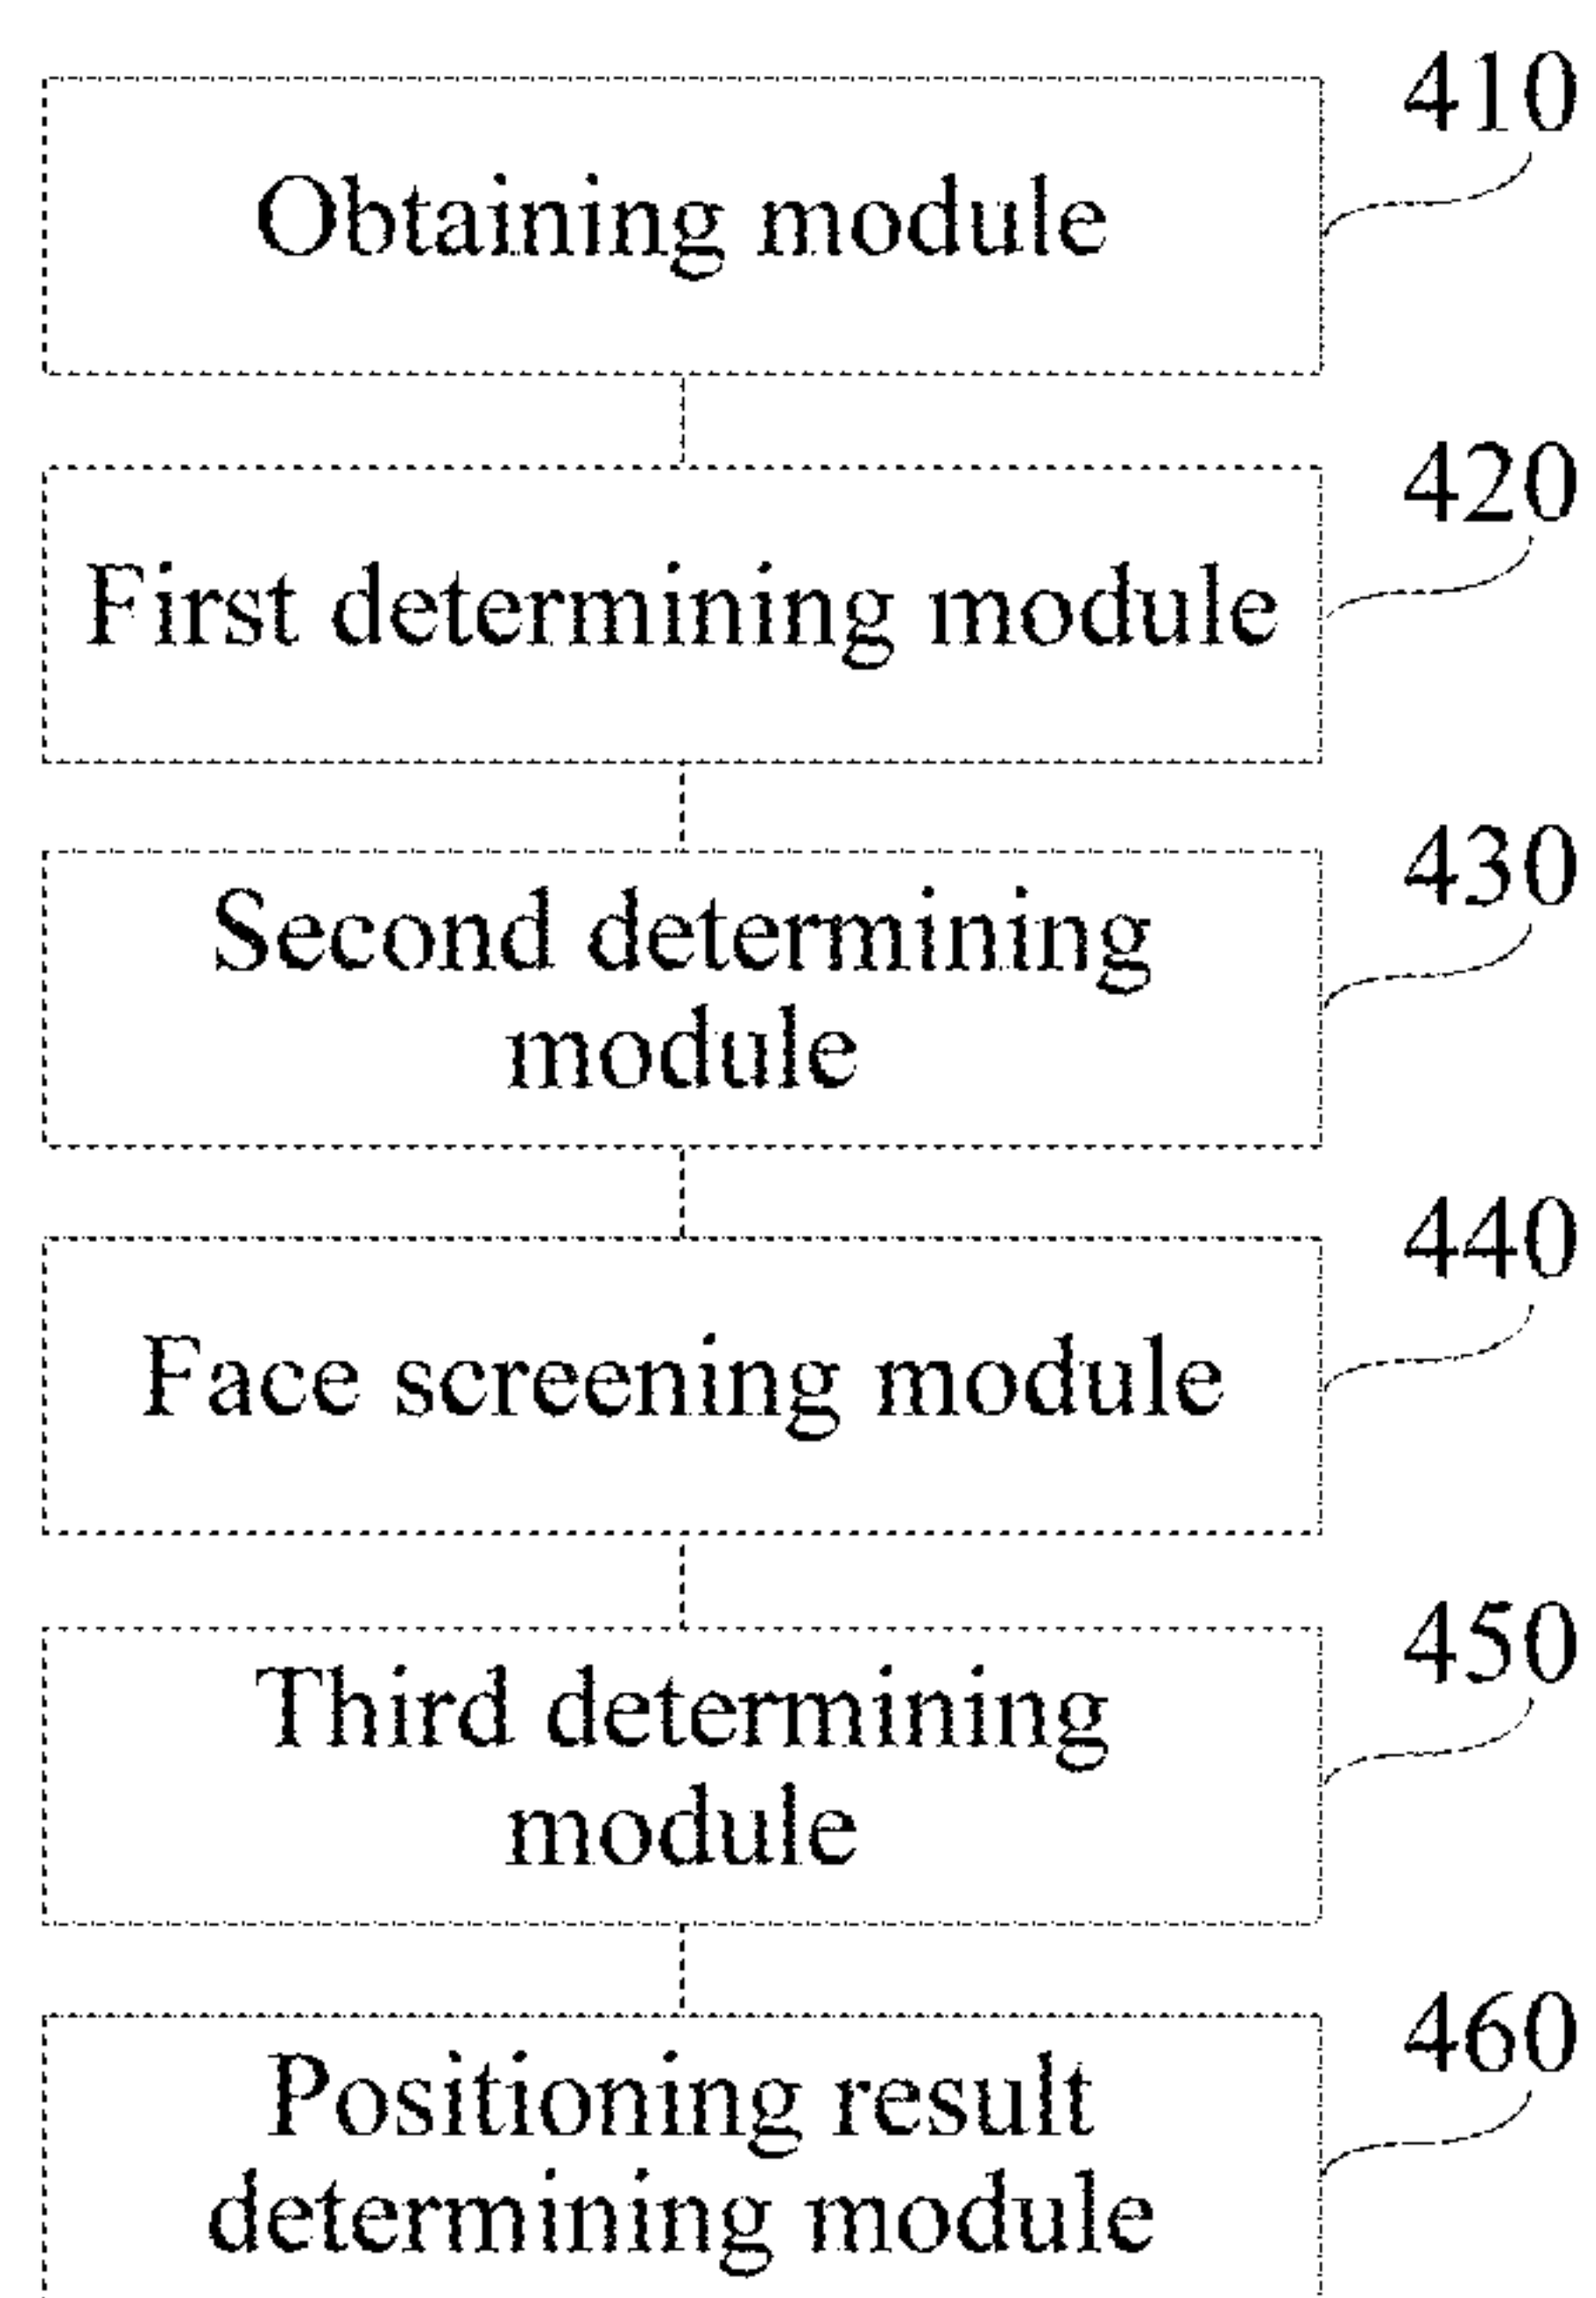 410
Obtaining module
420
First determining module
430
Second determining
module
440
Face screening module
450
Third determining
module
460
Positioning result
determining module